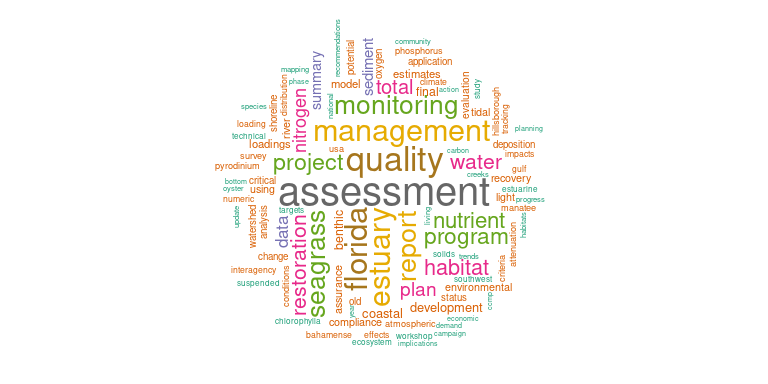 community
recommendations
phosphorus
potential
oxygen
application
mapping
phase
summary
sediment
estimates
model
total
climate
final
action
evaluation
study
distribution
shoreline
species
national
monitoring
tidal
hillsborough
tracking
planning
loading
technical
river
nitrogen
management
loadings
usa
quality
carbon
deposition
impacts
survey
pyrodinium
project
water
creeks
gulf
recovery
bottom
oyster
critical
using
assessment
estuarine
light
progress
numeric
manatee
update
watershed
analysis
targets
data
restoration
seagrass
benthic
florida
estuary
report
living
nutrient
program
habitats
attenuation
change
solids
trends
interagency
habitat
criteria
suspended
conditions
assurance
southwest
plan
environmental
old
year
status
ccmp
coastal
development
chlorophylla
compliance
atmospheric
economic
demand
bahamense
effects
workshop
campaign
ecosystem
implications